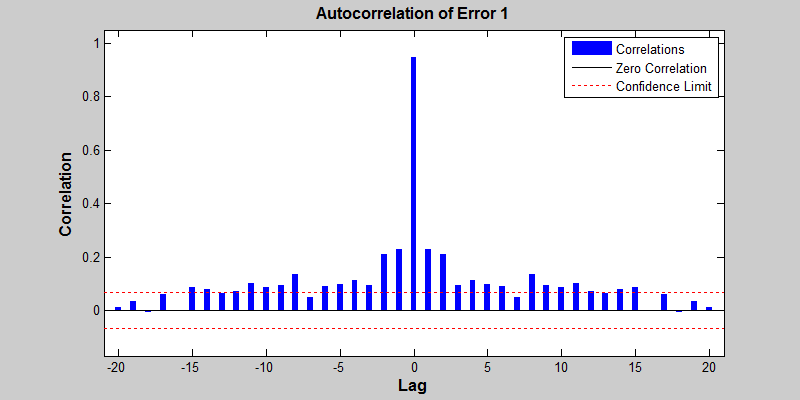 Autocorrelation of Error 1
Correlations
Zero Correlation
Confidence Limit
Correlation
1
0.8
0.6
0.4
0.2
0
-20 -15 -10 -5 0 5 10 15 20
Lag